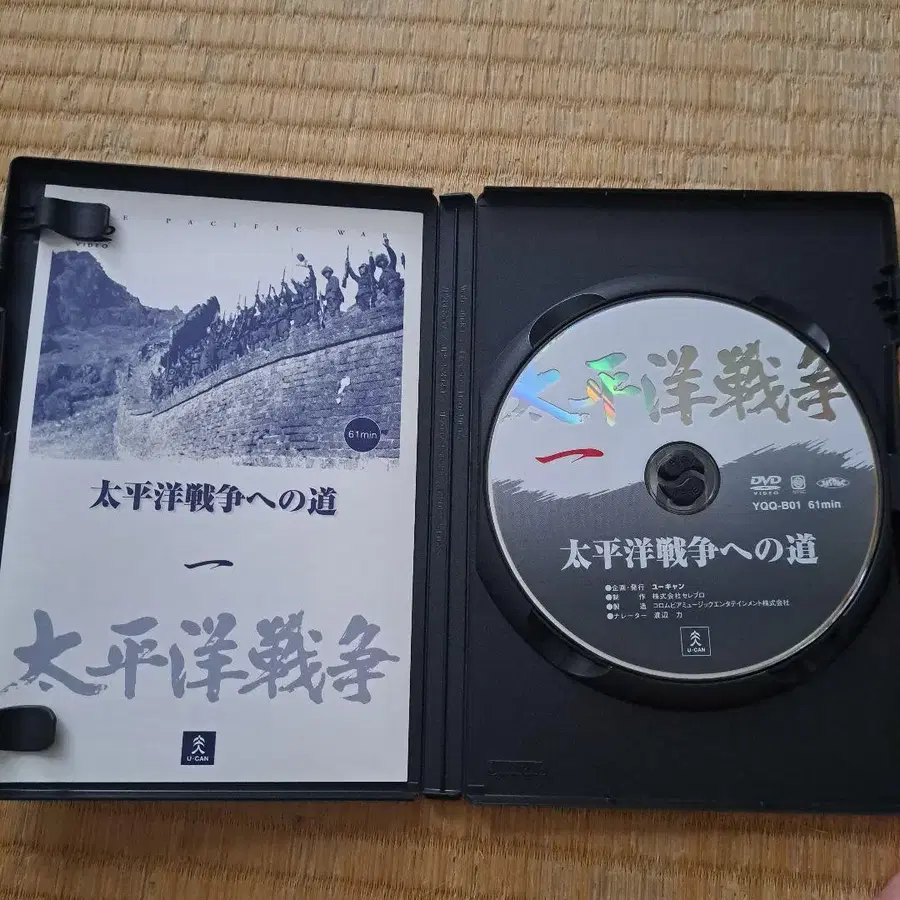 E PACIFIC WAR
VIDEO
61min
太平洋戦争への道
一
太平洋戦争
U-CAN
太平洋戦争
一
DVD
VIDEO
YQQ-B01 61min
太平洋戦争への道
●企画・発行 ユーキャン
●製 作 株式会社セレブロ
●製 造 コロムビアミュージックエンタテインメント株式会社
●ナレーター 渡辺 力
U-CAN